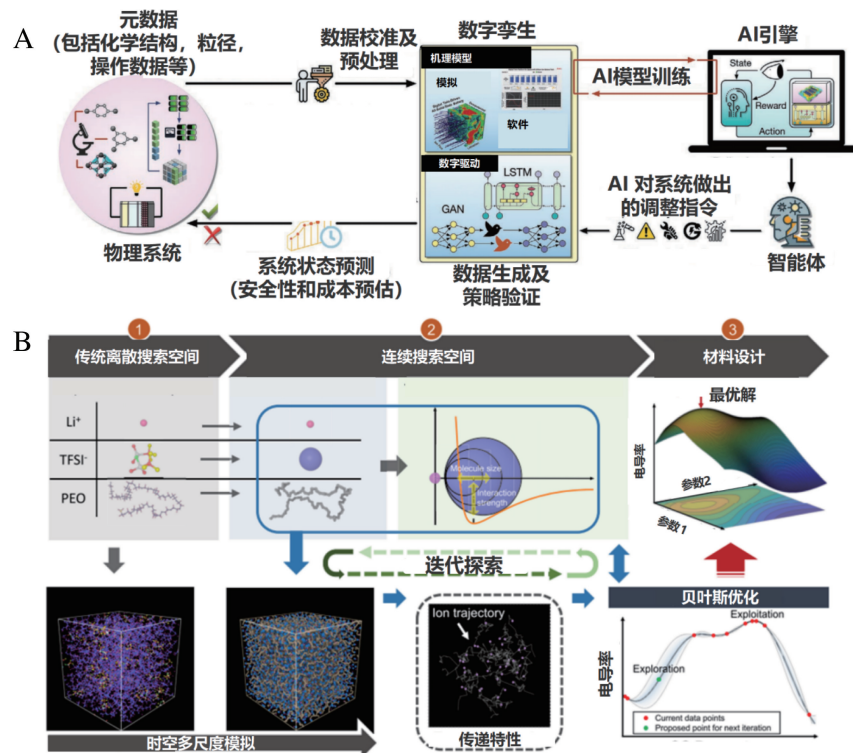 A
元数据
(包括化学结构，粒径，
操作数据等)
物理系统
数据校准及
预处理
数字孪生
机理模型
模拟
软件
数字驱动
LSTM
GAN
数据生成及
策略验证
AI模型训练
AI引擎
State
Reward
Action
智能体
AI 对系统做出
的调整指令
系统状态预测
(安全性和成本预估)
B
1
传统离散搜索空间
2
连续搜索空间
3
材料设计
Li⁺
TFSI⁻
PEO
Molecule size
Interaction
strength
最优解
电导率
参数2
参数1
迭代探索
时空多尺度模拟
Ion trajectory
传递特性
贝叶斯优化
Exploitation
Exploration
电导率
Current data points
Proposed point for next iteration